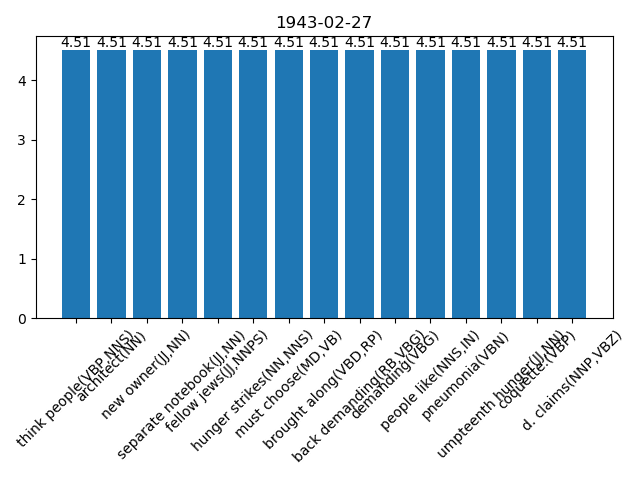 1943-02-27
4.51 4.51 4.51 4.51 4.51 4.51 4.51 4.51 4.51 4.51 4.51 4.51 4.51 4.51 4.51
4
3
2
1
0
think people(VBP,NNS)
architect(NN)
new owner(JJ,NN)
separate notebook(JJ,NN)
fellow jews(JJ,NNPS)
hunger strikes(NN,NNS)
must choose(MD,VB)
brought along(VBD,RP)
back demanding(RB,VBG)
demanding(VBG)
people like(NNS,IN)
pneumonia(VBN)
umpteenth hunger(JJ,NN)
coquette.(VBP)
d. claims(NNP,VBZ)